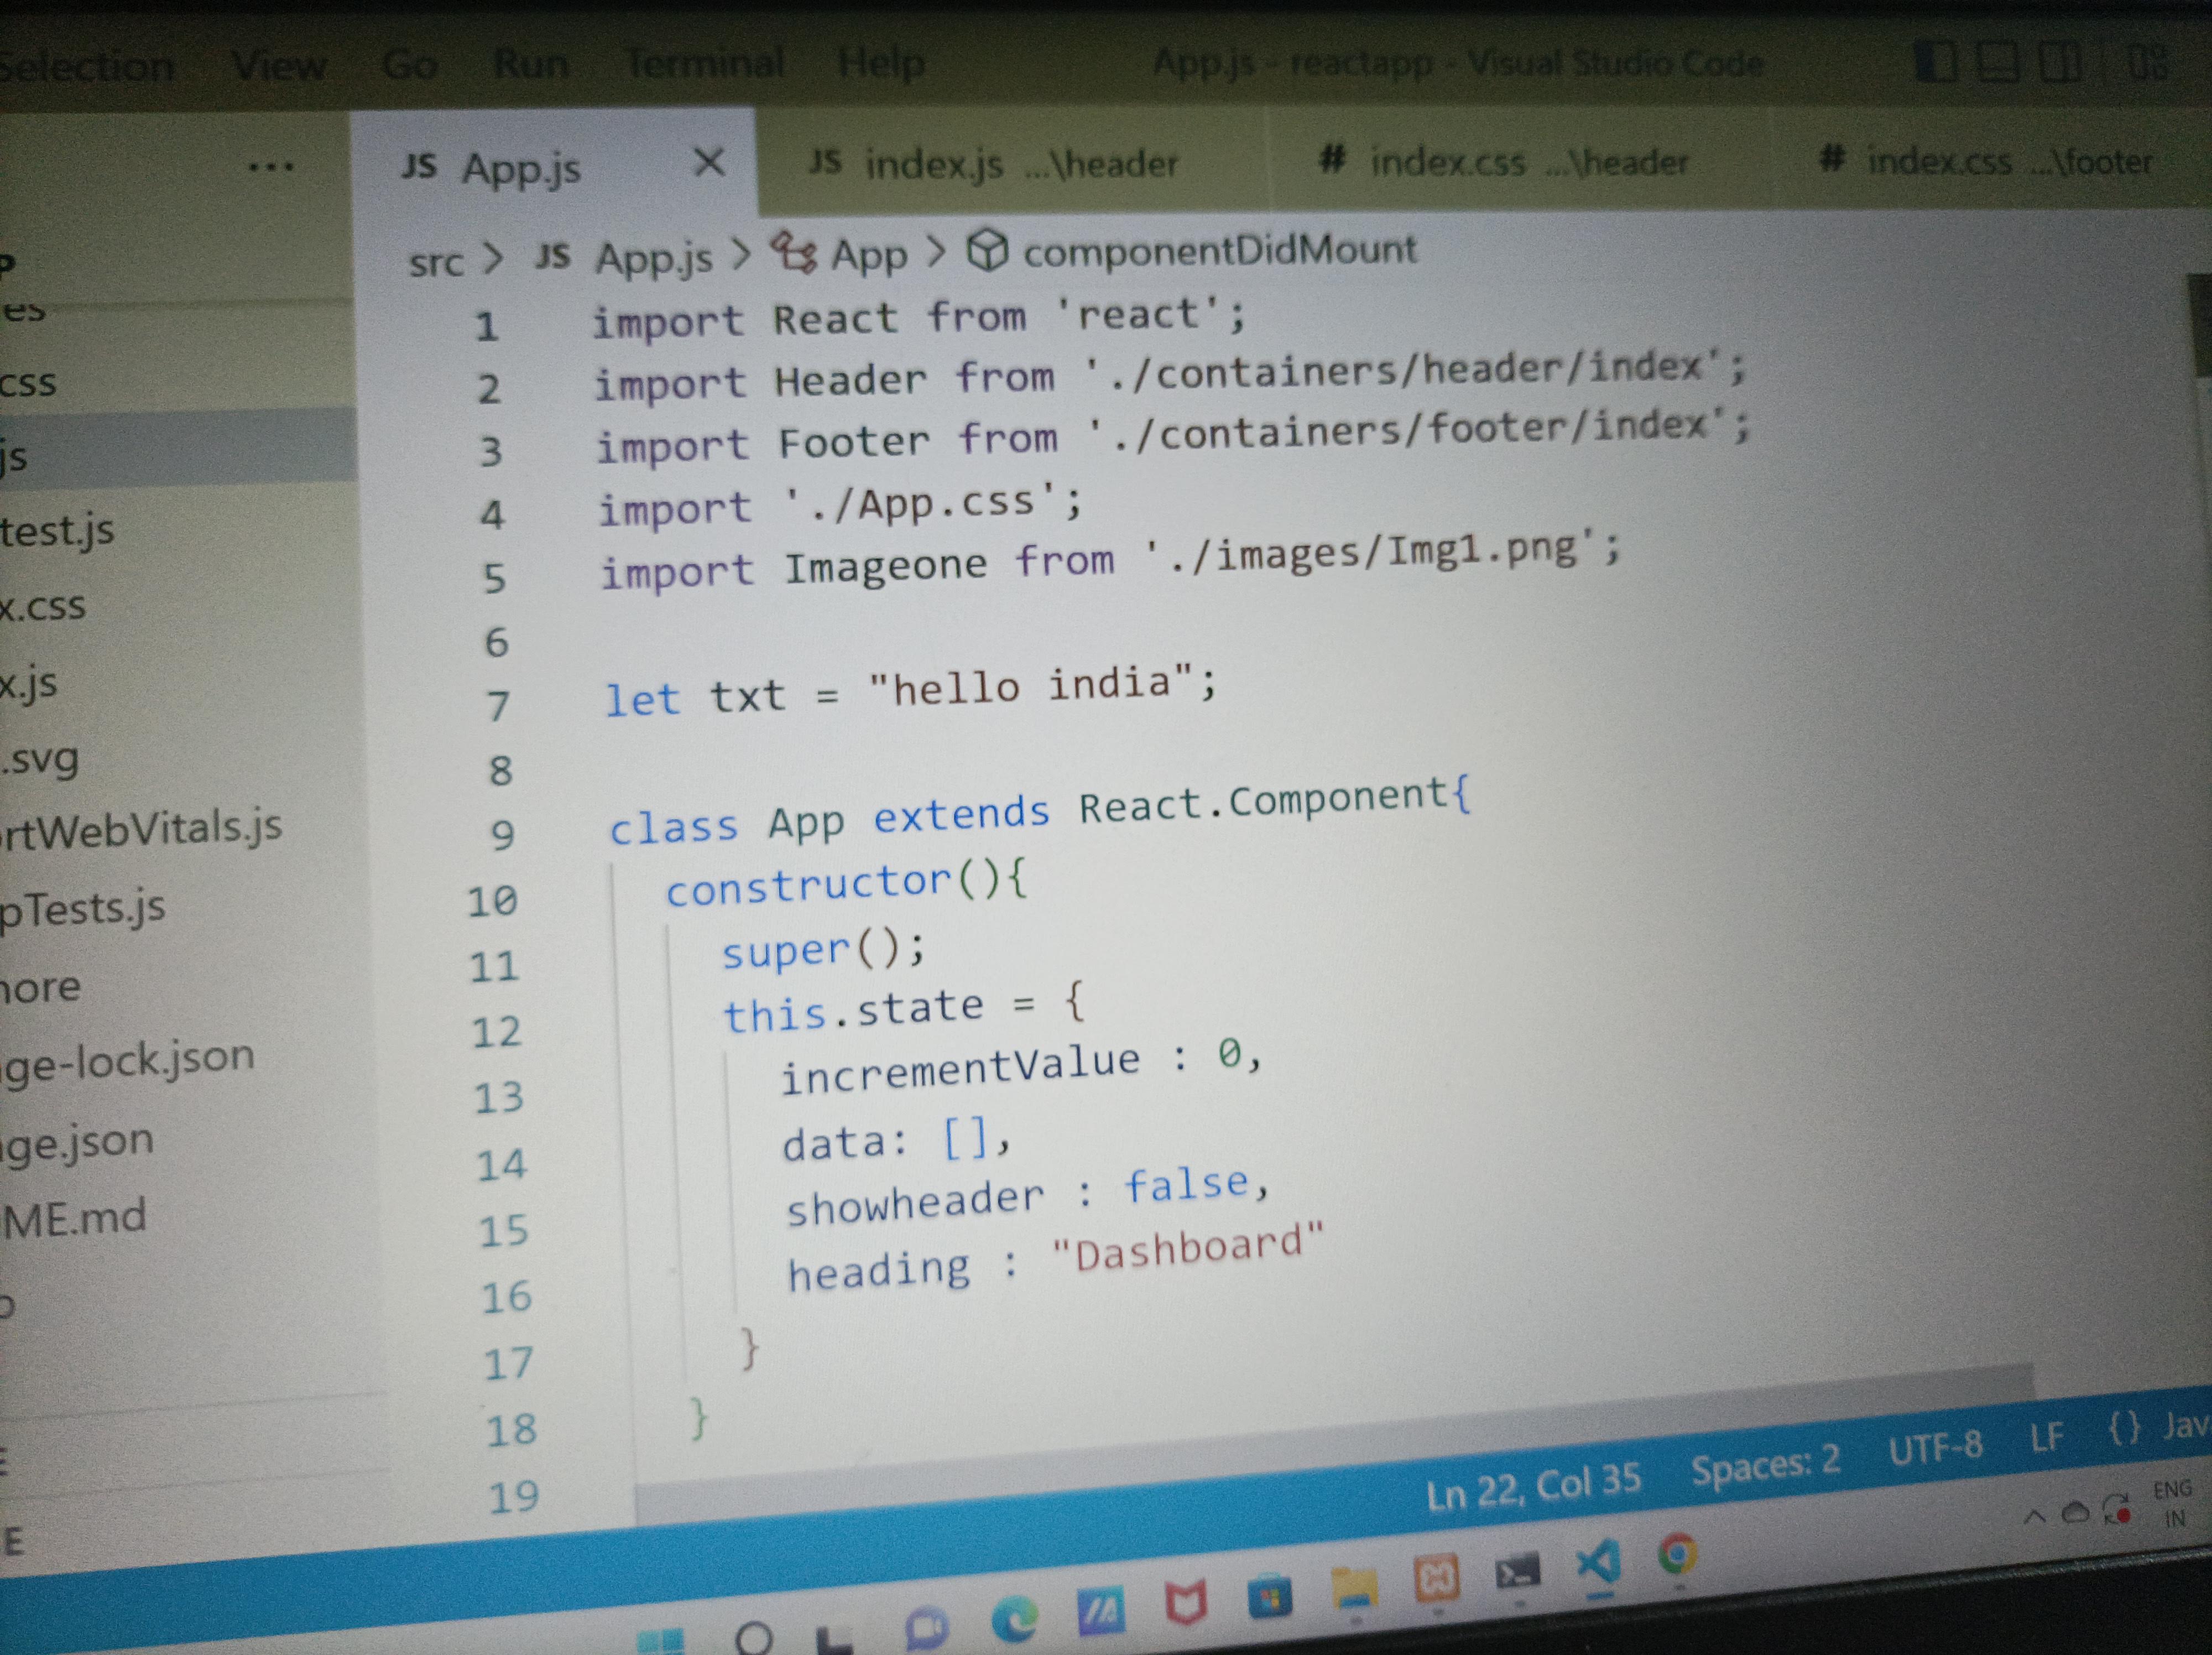 Selection View Go Run Terminal Help App.js - reactapp - Visual Studio Code
JS App.js JS index.js ...\header # index.css ...\header # index.css ...\footer
src > JS App.js > App > componentDidMount
P
es
css
js
test.js
x.css
x.js
.svg
ortWebVitals.js
pTests.js
nore
ge-lock.json
ge.json
ME.md
E
1 import React from 'react';
2 import Header from './containers/header/index';
3 import Footer from './containers/footer/index';
4 import './App.css';
5 import Imageone from './images/Img1.png';
6
7 let txt = "hello india";
8
9 class App extends React.Component{
10 constructor(){
11 super();
12 this.state = {
13 incrementValue : 0,
14 data: [],
15 showheader : false,
16 heading : "Dashboard"
17 }
18 }
19
Ln 22, Col 35 Spaces: 2 UTF-8 LF {} Jav
ENG
IN